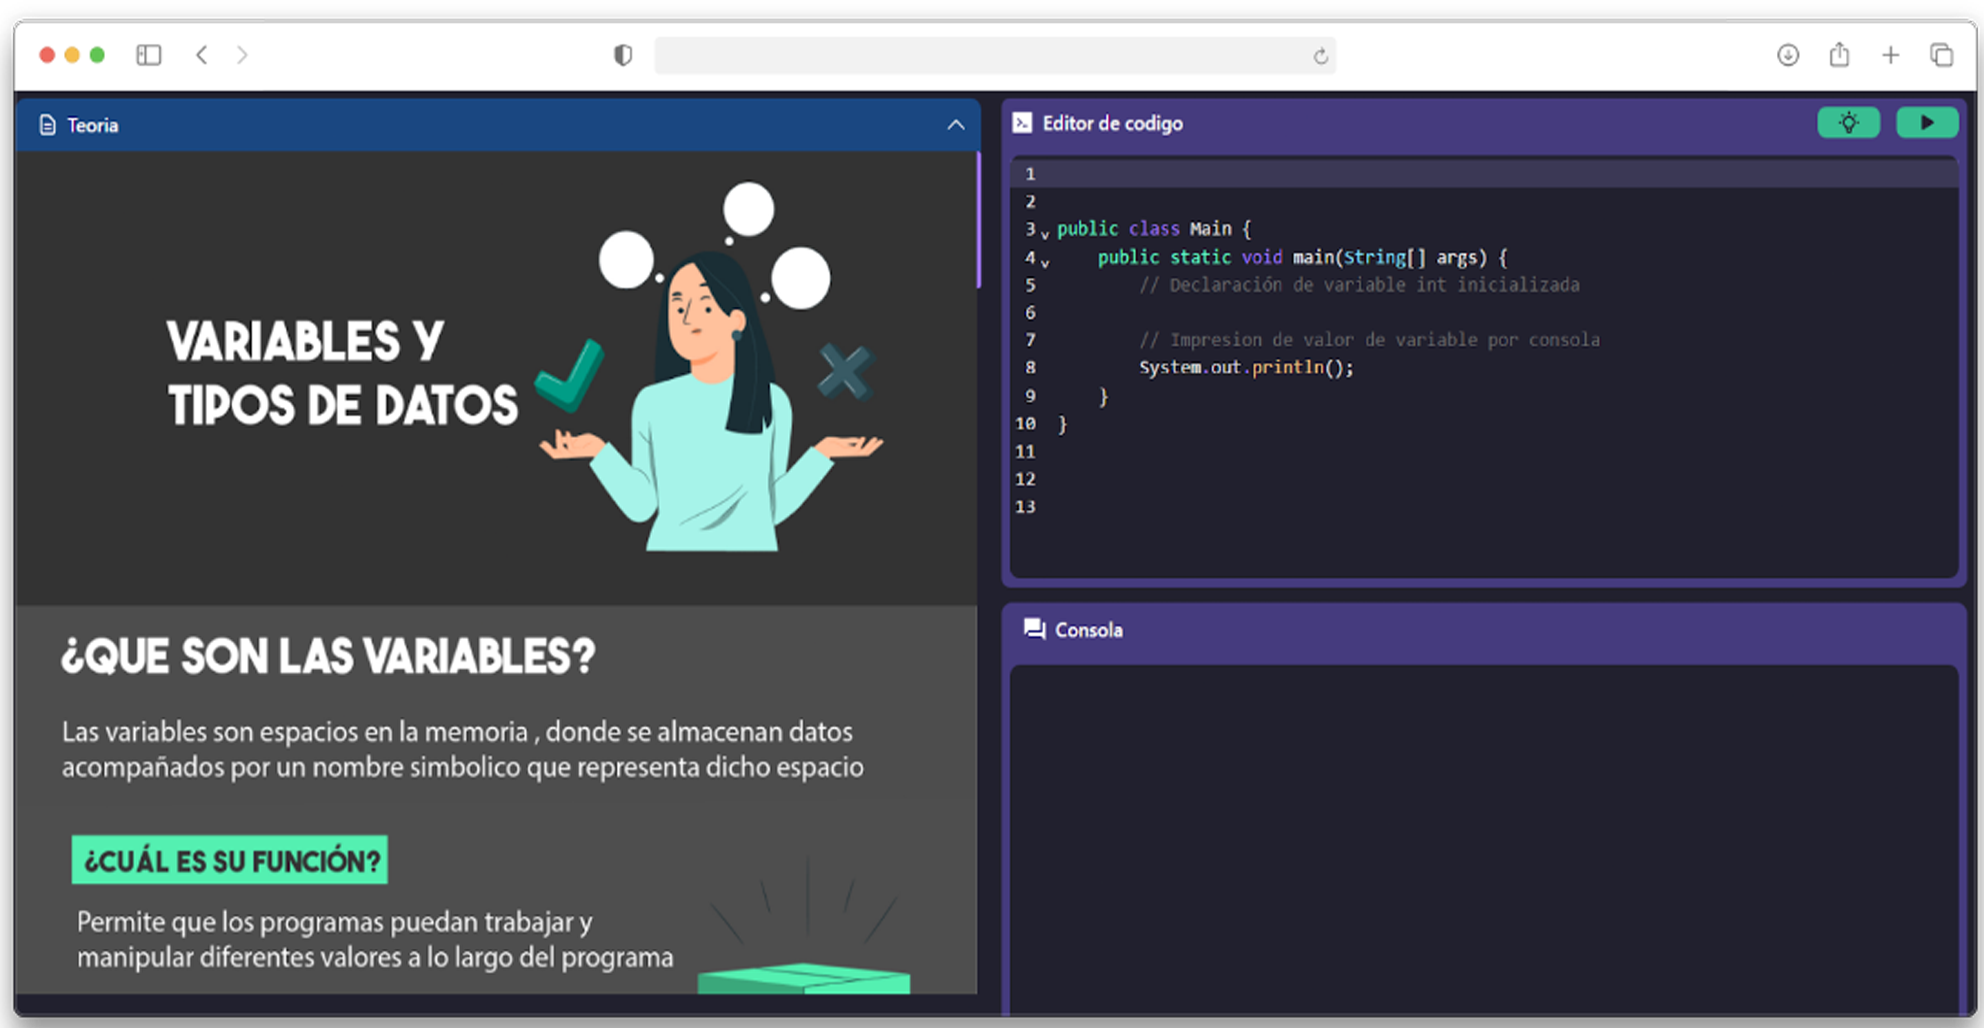 Teoria
VARIABLES Y
TIPOS DE DATOS
¿QUE SON LAS VARIABLES?
Las variables son espacios en la memoria , donde se almacenan datos
acompañados por un nombre simbolico que representa dicho espacio
¿CUÁL ES SU FUNCIÓN?
Permite que los programas puedan trabajar y
manipular diferentes valores a lo largo del programa
Editor de codigo
1
2
3 public class Main {
4 public static void main(String[] args) {
5 // Declaración de variable int inicializada
6
7 // Impresion de valor de variable por consola
8 System.out.println();
9 }
10 }
11
12
13
Consola